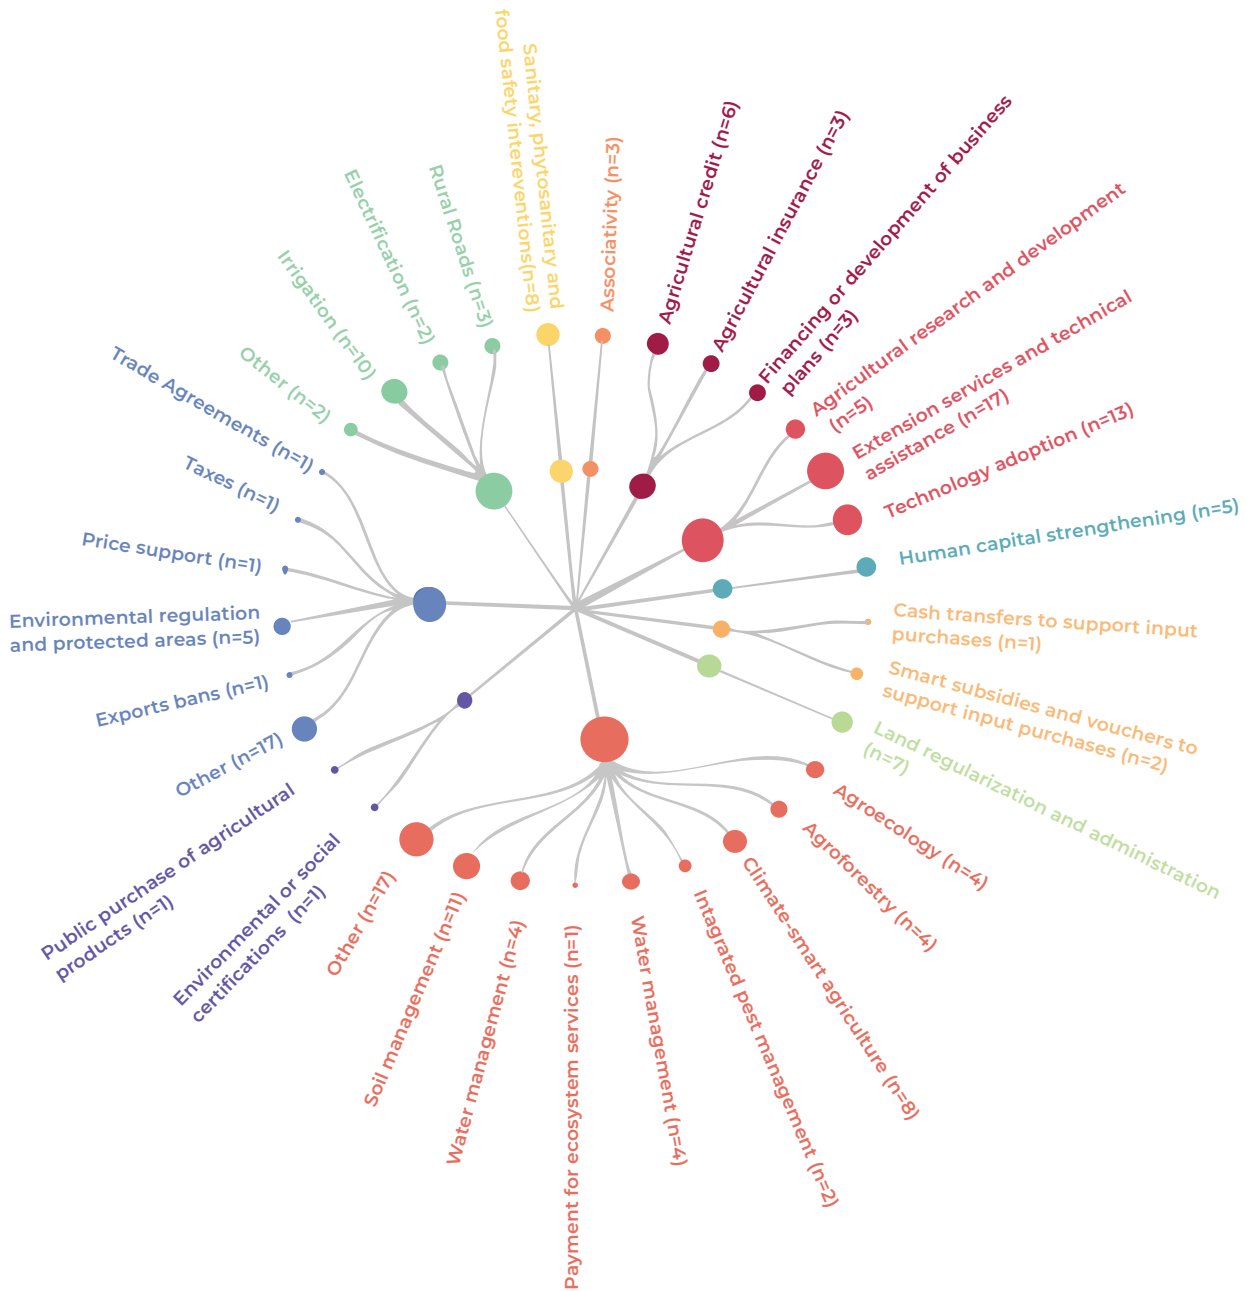 Sanitary, phytosanitary and
food safety intereventions(n=8)
Associativity (n=3)
Agricultural credit (n=6)
Agricultural insurance (n=3)
Financing or development of business
plans (n=3)
Agricultural research and development
(n=5)
Extension services and technical
assistance (n=17)
Technology adoption (n=13)
Human capital strengthening (n=5)
Cash transfers to support input
purchases (n=1)
Smart subsidies and vouchers to
support input purchases (n=2)
Land regularization and administration
(n=7)
Agroecology (n=4)
Agroforestry (n=4)
Climate-smart agriculture (n=8)
Intagrated pest management (n=2)
Water management (n=4)
Payment for ecosystem services (n=1)
Water management (n=4)
Soil management (n=11)
Other (n=17)
Environmental or social
certifications (n=1)
Public purchase of agricultural
products (n=1)
Other (n=17)
Exports bans (n=1)
Environmental regulation
and protected areas (n=5)
Price support (n=1)
Taxes (n=1)
Trade Agreements (n=1)
Other (n=2)
Irrigation (n=10)
Electrification (n=2)
Rural Roads (n=3)